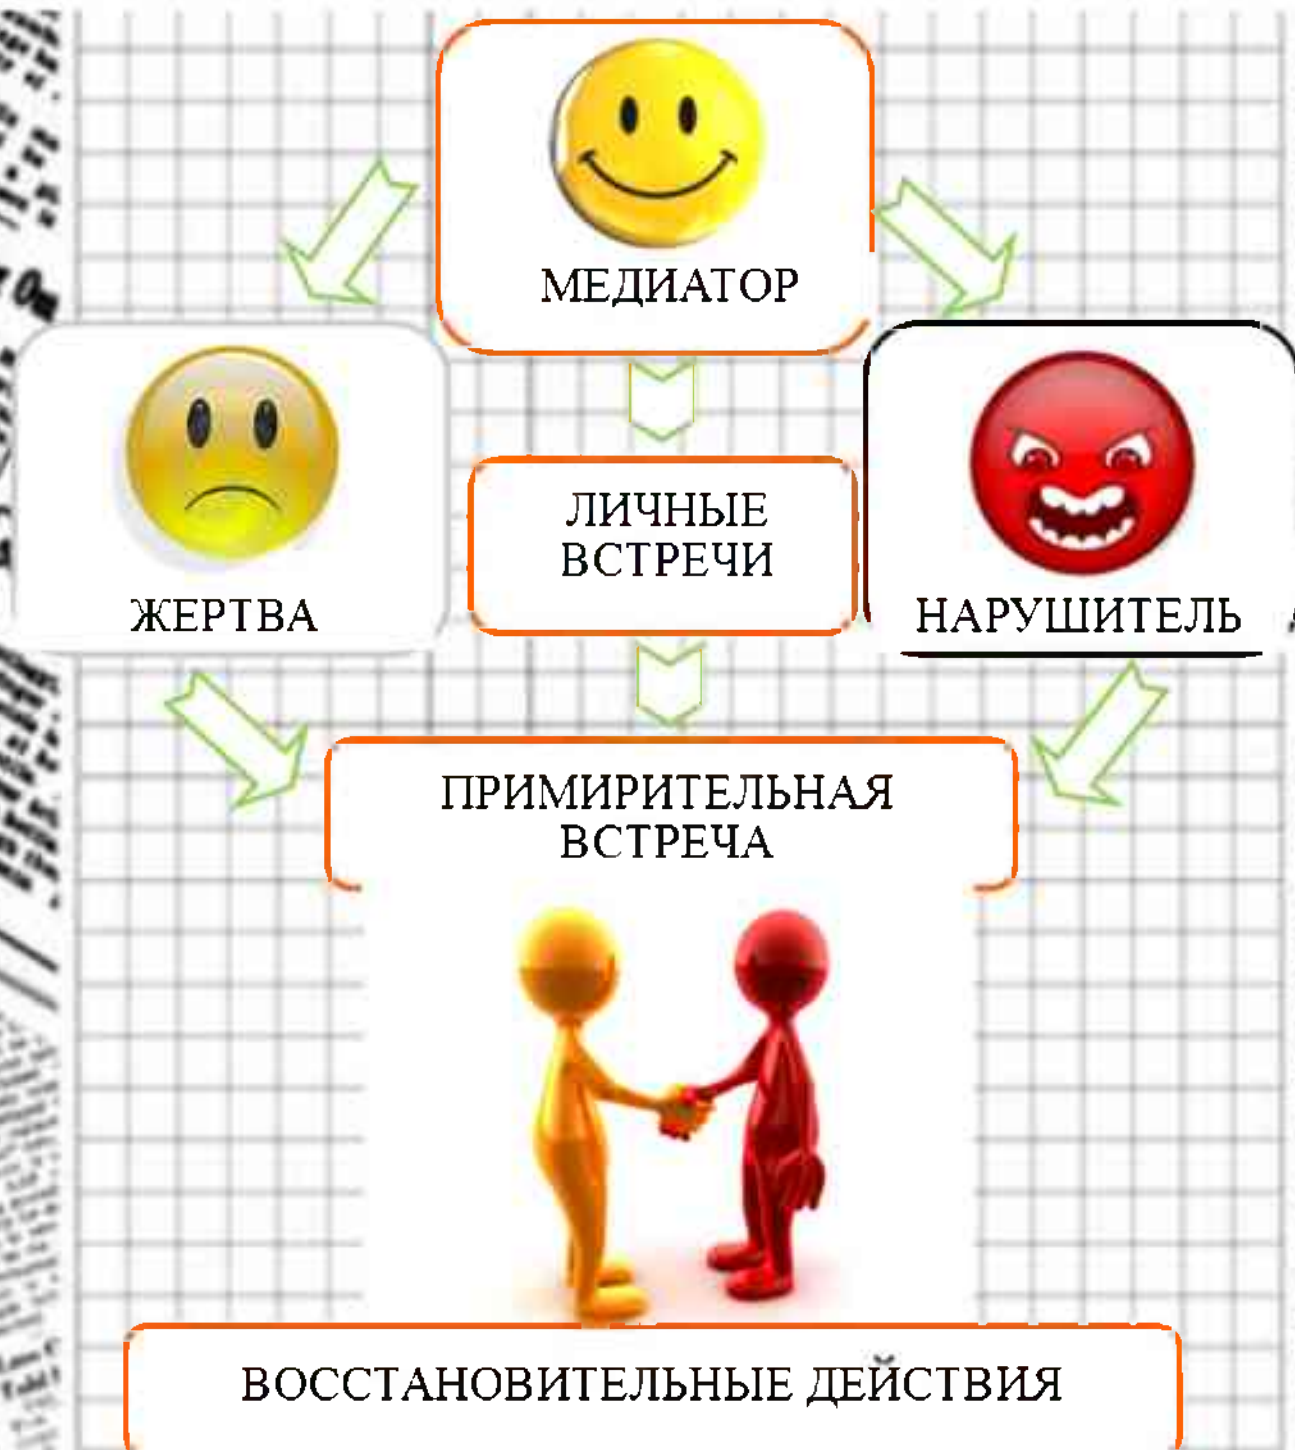 МЕДИАТОР
ЖЕРТВА
ЛИЧНЫЕ
ВСТРЕЧИ
НАРУШИТЕЛЬ
ПРИМИРИТЕЛЬНАЯ
ВСТРЕЧА
ВОССТАНОВИТЕЛЬНЫЕ ДЕЙСТВИЯ